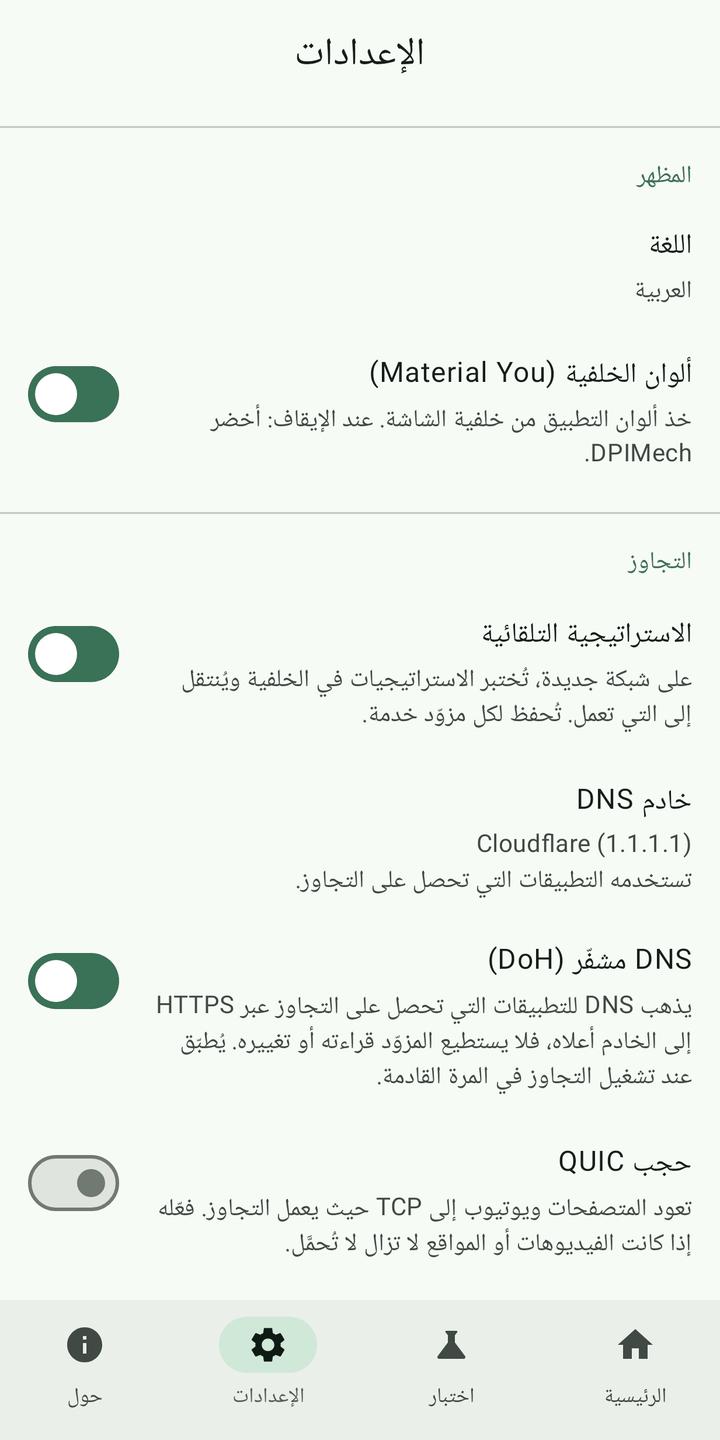 الإعدادات
المظهر
اللغة
العربية
ألوان الخلفية (Material You)
خذ ألوان التطبيق من خلفية الشاشة. عند الإيقاف: أخضر
DPIMech.
التجاوز
الاستراتيجية التلقائية
على شبكة جديدة، تُختبر الاستراتيجيات في الخلفية ويُنتقل
إلى التي تعمل. تُحفظ لكل مزوّد خدمة.
خادم DNS
Cloudflare (1.1.1.1)
تستخدمه التطبيقات التي تحصل على التجاوز.
DNS مشفّر (DoH)
يذهب DNS للتطبيقات التي تحصل على التجاوز عبر HTTPS
إلى الخادم أعلاه، فلا يستطيع المزوّد قراءته أو تغييره. يُطبّق
عند تشغيل التجاوز في المرة القادمة.
حجب QUIC
تعود المتصفحات ويوتيوب إلى TCP حيث يعمل التجاوز. فعّله
إذا كانت الفيديوهات أو المواقع لا تزال لا تُحمَّل.
الرئيسية
اختبار
الإعدادات
حول